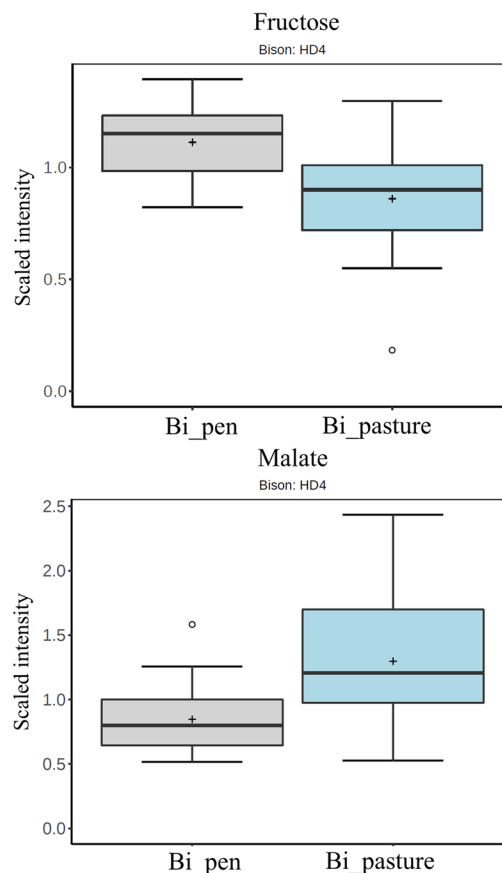 Fructose
Bison: HD4
Scaled intensity
1.0
0.5
0.0
Bi_pen
Bi_pasture
Malate
Bison: HD4
Scaled intensity
2.5
2.0
1.5
1.0
0.5
0.0
Bi_pen
Bi_pasture